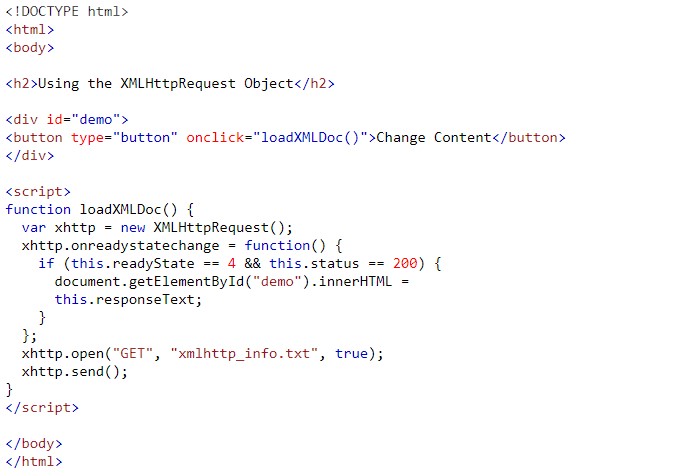 <!DOCTYPE html>
<html>
<body>

<h2>Using the XMLHttpRequest Object</h2>

<div id="demo">
<button type="button" onclick="loadXMLDoc()">Change Content</button>
</div>

<script>
function loadXMLDoc() {
  var xhttp = new XMLHttpRequest();
  xhttp.onreadystatechange = function() {
    if (this.readyState == 4 && this.status == 200) {
      document.getElementById("demo").innerHTML =
      this.responseText;
    }
  };
  xhttp.open("GET", "xmlhttp_info.txt", true);
  xhttp.send();
}
</script>

</body>
</html>